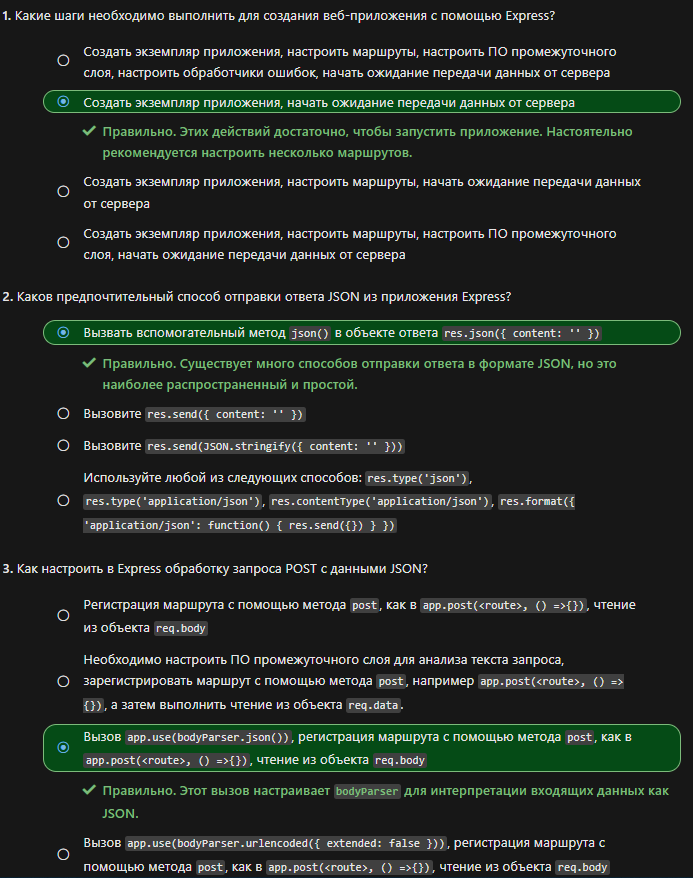 1. Какие шаги необходимо выполнить для создания веб-приложения с помощью Express?
Создать экземпляр приложения, настроить маршруты, настроить ПО промежуточного
слоя, настроить обработчики ошибок, начать ожидание передачи данных от сервера
Создать экземпляр приложения, начать ожидание передачи данных от сервера
Правильно. Этих действий достаточно, чтобы запустить приложение. Настоятельно
рекомендуется настроить несколько маршрутов.
Создать экземпляр приложения, настроить маршруты, начать ожидание передачи данных
от сервера
Создать экземпляр приложения, настроить маршруты, настроить ПО промежуточного
слоя, начать ожидание передачи данных от сервера
2. Каков предпочтительный способ отправки ответа JSON из приложения Express?
Вызвать вспомогательный метод json() в объекте ответа res.json({ content: '' })
Правильно. Существует много способов отправки ответа в формате JSON, но это
наиболее распространенный и простой.
Вызовите res.send({ content: '' })
Вызовите res.send(JSON.stringify({ content: '' }))
Используйте любой из следующих способов: res.type('json'),
res.type('application/json'), res.contentType('application/json'), res.format({
'application/json': function() { res.send({}) } })
3. Как настроить в Express обработку запроса POST с данными JSON?
Регистрация маршрута с помощью метода post, как в app.post(<route>, () =>{}), чтение
из объекта req.body
Необходимо настроить ПО промежуточного слоя для анализа текста запроса,
зарегистрировать маршрут с помощью метода post, например app.post(<route>, () =>
{}), а затем выполнить чтение из объекта req.data.
Вызов app.use(bodyParser.json()), регистрация маршрута с помощью метода post, как в
app.post(<route>, () =>{}), чтение из объекта req.body
Правильно. Этот вызов настраивает bodyParser для интерпретации входящих данных как
JSON.
Вызов app.use(bodyParser.urlencoded({ extended: false })), регистрация маршрута с
помощью метода post, как в app.post(<route>, () =>{}), чтение из объекта req.body